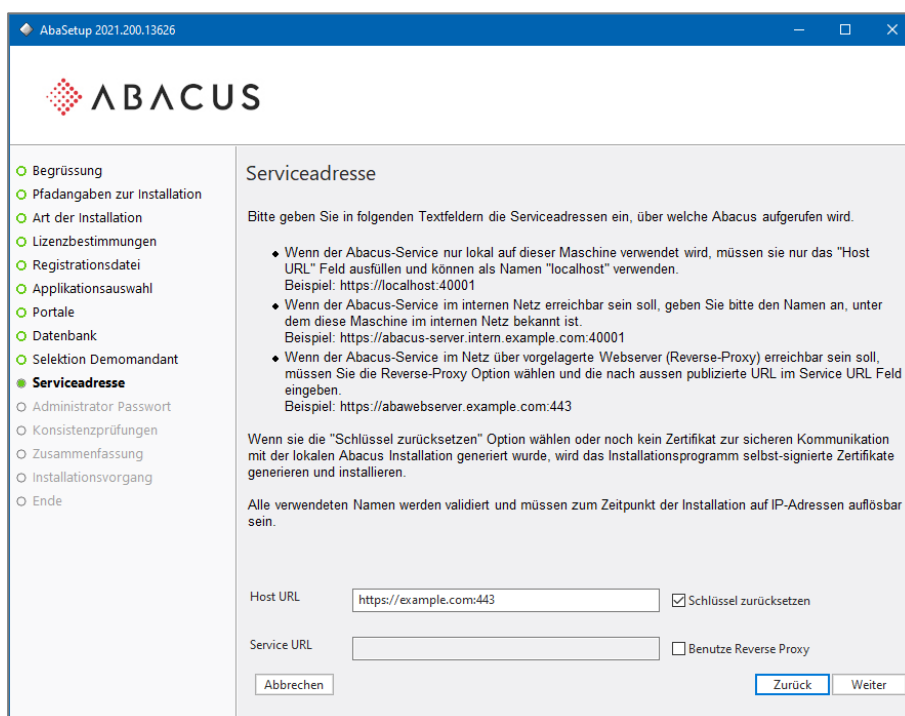 AbaSetup 2021.200.13626
ABACUS
Begrüssung
Pfadangaben zur Installation
Art der Installation
Lizenzbestimmungen
Registrationsdatei
Applikationsauswahl
Portale
Datenbank
Selektion Demomandant
Serviceadresse
Administrator Passwort
Konsistenzprüfungen
Zusammenfassung
Installationsvorgang
Ende
Serviceadresse
Bitte geben Sie in folgenden Textfeldern die Serviceadressen ein, über welche Abacus aufgerufen wird.
Wenn der Abacus-Service nur lokal auf dieser Maschine verwendet wird, müssen sie nur das "Host
URL" Feld ausfüllen und können als Namen "localhost" verwenden.
Beispiel: https://localhost:40001
Wenn der Abacus-Service im internen Netz erreichbar sein soll, geben Sie bitte den Namen an, unter
dem diese Maschine im internen Netz bekannt ist.
Beispiel: https://abacus-server.intern.example.com:40001
Wenn der Abacus-Service im Netz über vorgelagerte Webserver (Reverse-Proxy) erreichbar sein soll,
müssen Sie die Reverse-Proxy Option wählen und die nach aussen publizierte URL im Service URL Feld
eingeben.
Beispiel: https://abawebserver.example.com:443
Wenn sie die "Schlüssel zurücksetzen" Option wählen oder noch kein Zertifikat zur sicheren Kommunikation
mit der lokalen Abacus Installation generiert wurde, wird das Installationsprogramm selbst-signierte Zertifikate
generieren und installieren.
Alle verwendeten Namen werden validiert und müssen zum Zeitpunkt der Installation auf IP-Adressen auflösbar
sein.
Host URL https://example.com:443 Schlüssel zurücksetzen
Service URL Benutze Reverse Proxy
Abbrechen Zurück Weiter